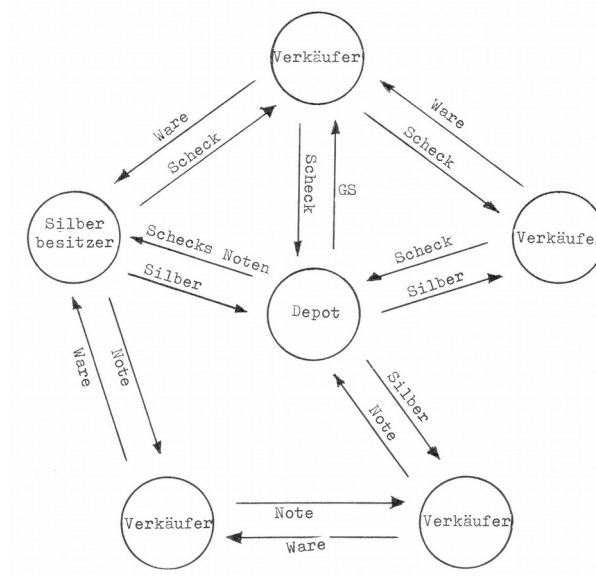 Verkäufer
Ware
Scheck
Scheck
GS
Ware
Scheck
Silber
besitzer
Schecks Noten
Silber
Scheck
Silber
Verkäufer
Depot
Ware
Note
Silber
Note
Verkäufer
Note
Ware
Verkäufer